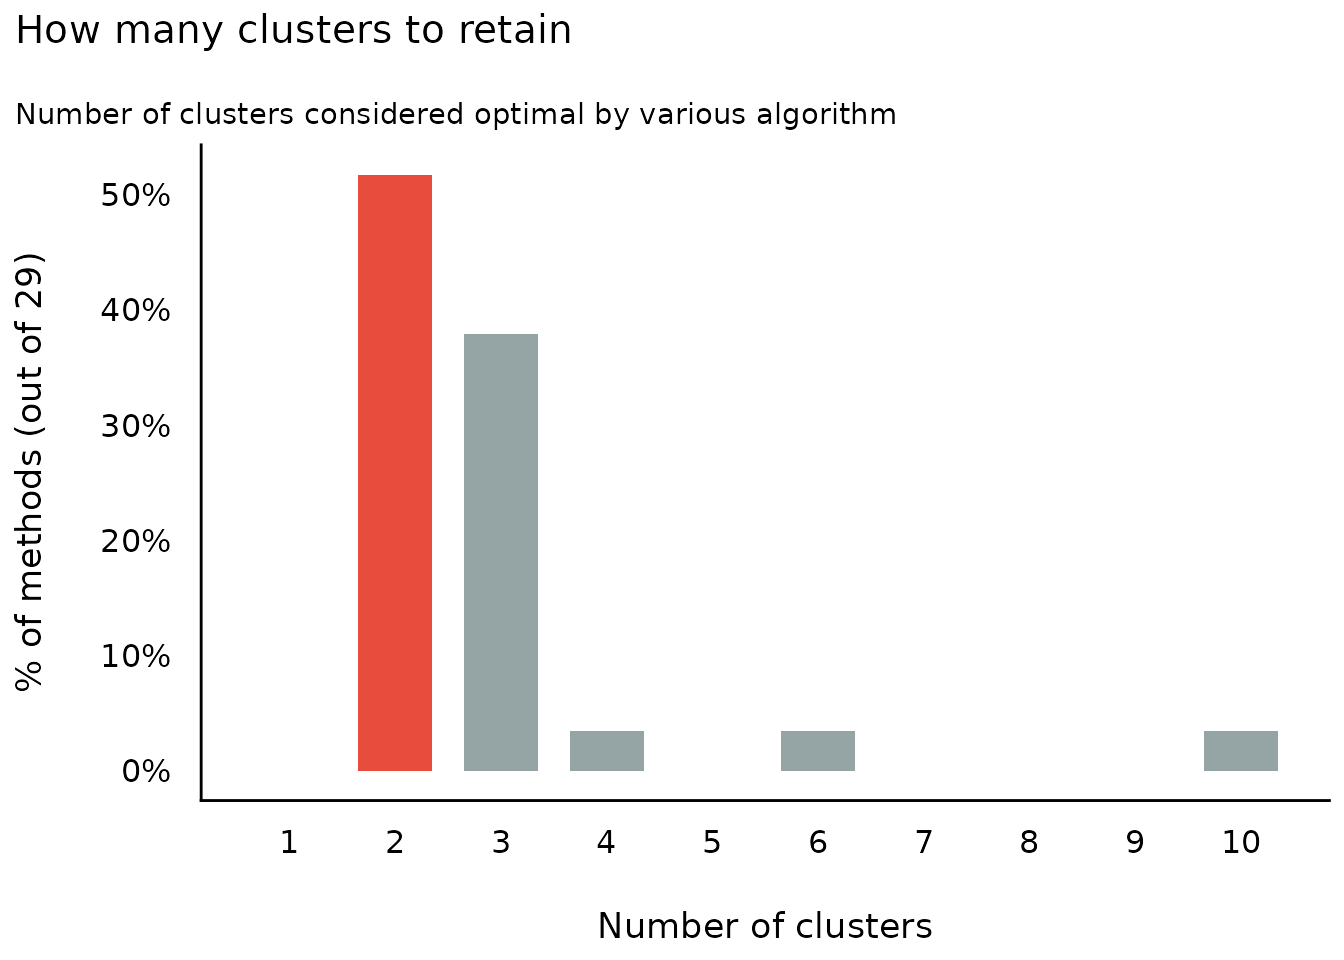 How many clusters to retain
Number of clusters considered optimal by various algorithm
% of methods (out of 29)
50%
40%
30%
20%
10%
0%
1 2 3 4 5 6 7 8 9 10
Number of clusters